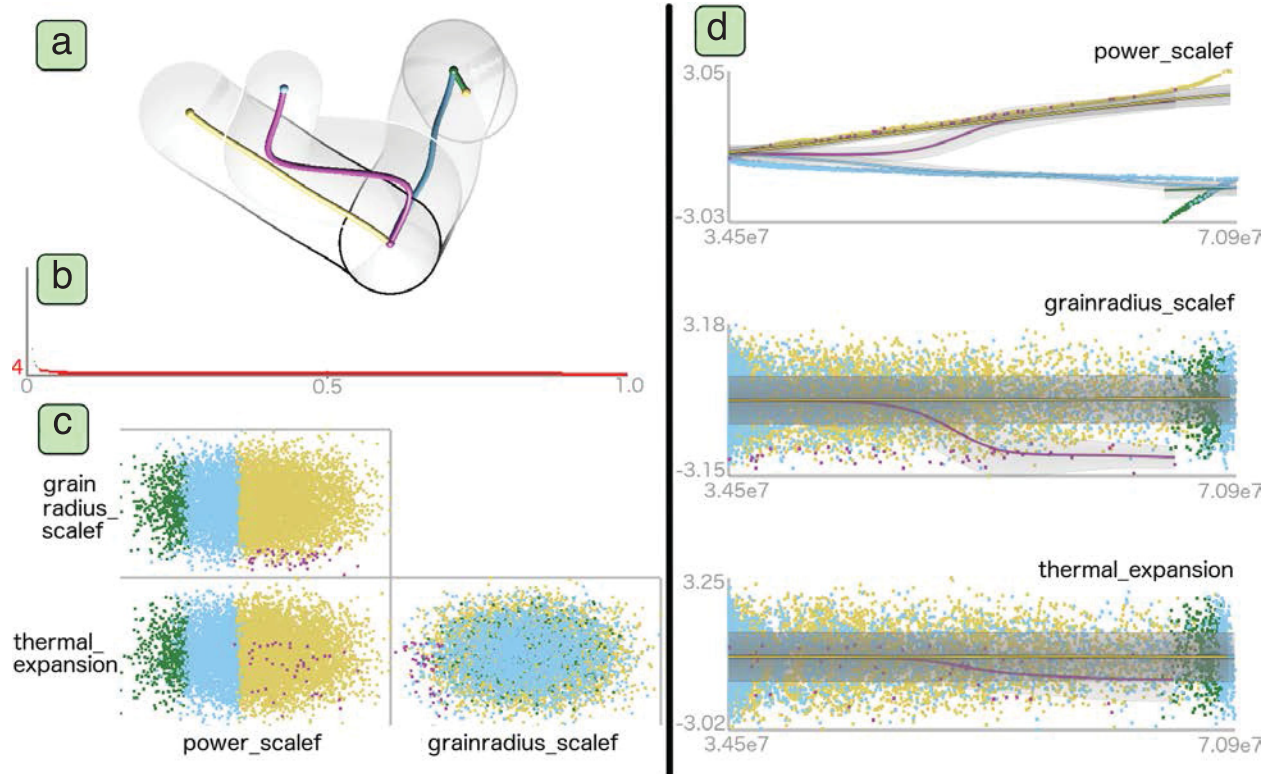 a
b
4
0
0.5
1.0
c
grain
radius_
scalef
thermal_
expansion
power_scalef
grainradius_scalef
d
power_scalef
3.05
-3.03
3.45e7
7.09e7
grainradius_scalef
3.18
-3.15
3.45e7
7.09e7
thermal_expansion
3.25
-3.02
3.45e7
7.09e7